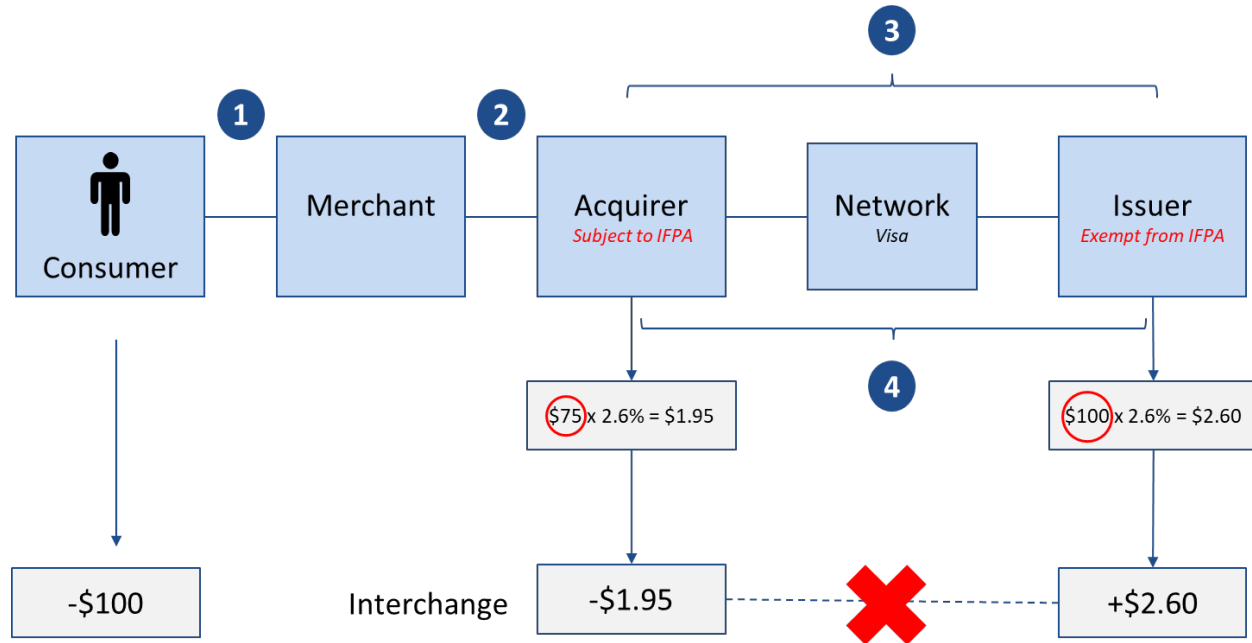 3
1
2
Consumer
Merchant
Acquirer
Subject to IFPA
Network
Visa
Issuer
Exempt from IFPA
4
$75 x 2.6% = $1.95
$100 x 2.6% = $2.60
-$100
Interchange
-$1.95
+$2.60